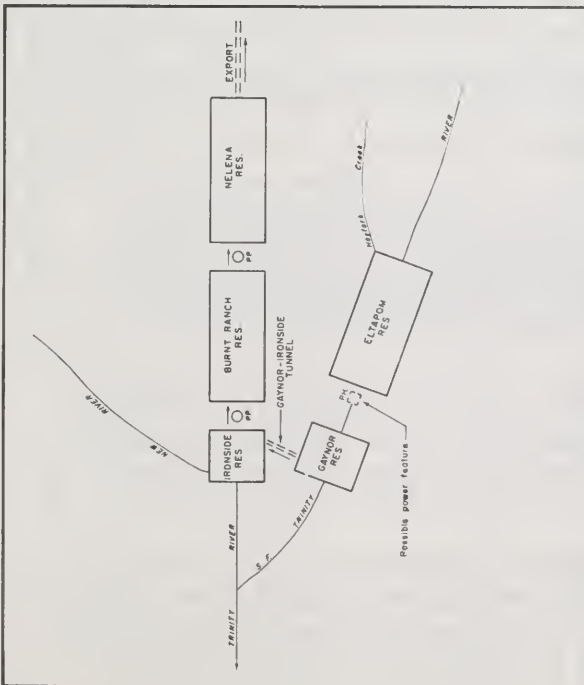 EXPORT
NELENA
RES.
PP
BURNT RANCH
RES.
PP
IRONSIDE
RES
NEW RIVER
GAYNOR-IRONSIDE
TUNNEL
Hayfork Creek
RIVER
ELTAPOM
RES
P.H.
Possible power feature
GAYNOR
RES
S. F. TRINITY
TRINITY RIVER